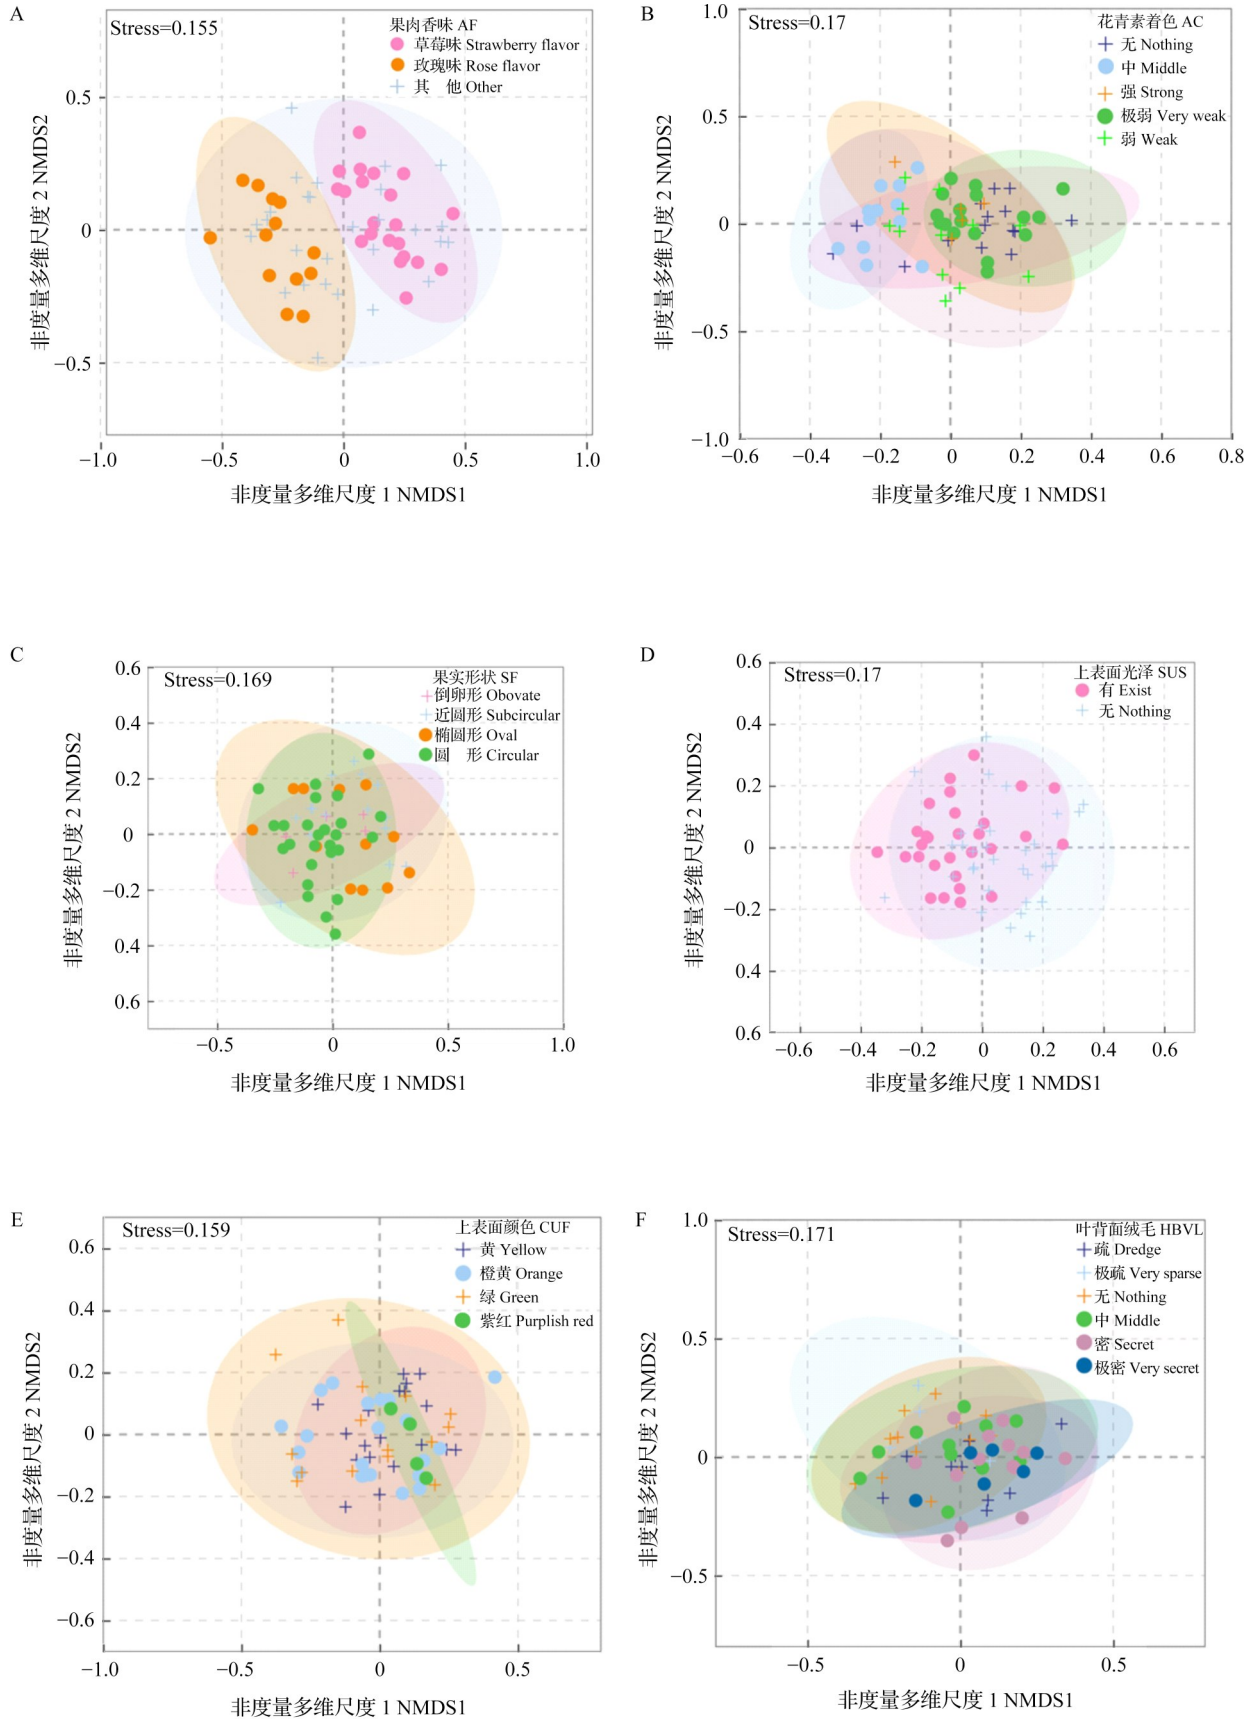 A
Stress=0.155
果肉香味 AF
草莓味 Strawberry flavor
玫瑰味 Rose flavor
其 他 Other
0.5
0
−0.5
−1.0
−0.5
0
0.5
1.0
非度量多维尺度 2 NMDS2
非度量多维尺度 1 NMDS1
B
Stress=0.17
花青素着色 AC
无 Nothing
中 Middle
强 Strong
极弱 Very weak
弱 Weak
1.0
0.5
0
−0.5
−1.0
−0.6
−0.4
−0.2
0
0.2
0.4
0.6
0.8
非度量多维尺度 2 NMDS2
非度量多维尺度 1 NMDS1
C
Stress=0.169
果实形状 SF
倒卵形 Obovate
近圆形 Subcircular
椭圆形 Oval
圆 形 Circular
0.6
0.4
0.2
0
−0.2
0.4
0.6
−0.5
0
0.5
1.0
非度量多维尺度 2 NMDS2
非度量多维尺度 1 NMDS1
D
Stress=0.17
上表面光泽 SUS
有 Exist
无 Nothing
0.6
0.4
0.2
0
−0.2
0.4
0.6
−0.6
−0.4
−0.2
0
0.2
0.4
0.6
非度量多维尺度 2 NMDS2
非度量多维尺度 1 NMDS1
E
Stress=0.159
上表面颜色 CUF
黄 Yellow
橙黄 Orange
绿 Green
紫红 Purplish red
0.6
0.4
0.2
0
−0.2
−0.4
−0.6
−1.0
−0.5
0
0.5
非度量多维尺度 2 NMDS2
非度量多维尺度 1 NMDS1
F
Stress=0.171
叶背面绒毛 HBVL
疏 Dredge
极疏 Very sparse
无 Nothing
中 Middle
密 Secret
极密 Very secret
1.0
0.5
0
−0.5
−0.5
0
0.5
非度量多维尺度 2 NMDS2
非度量多维尺度 1 NMDS1